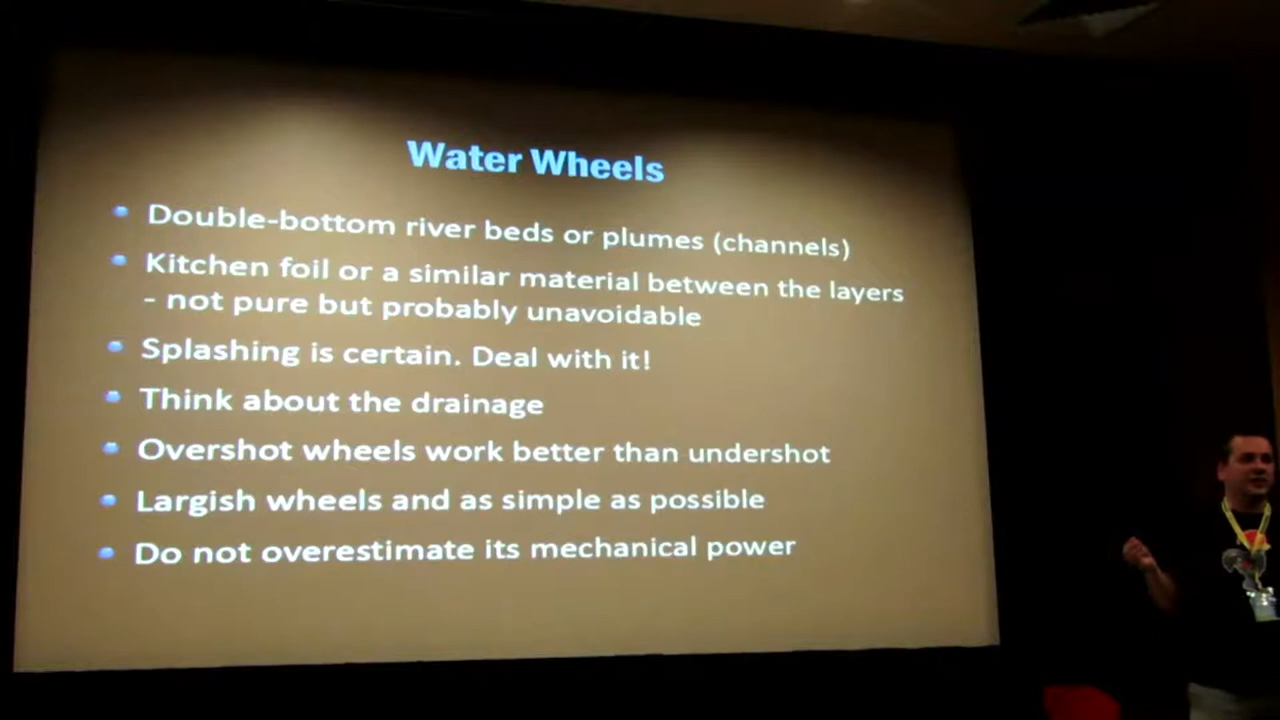 Water Wheels
• Double-bottom river beds or plumes (channels)
• Kitchen foil or a similar material between the layers
- not pure but probably unavoidable
• Splashing is certain. Deal with it!
• Think about the drainage
• Overshot wheels work better than undershot
• Largish wheels and as simple as possible
• Do not overestimate its mechanical power